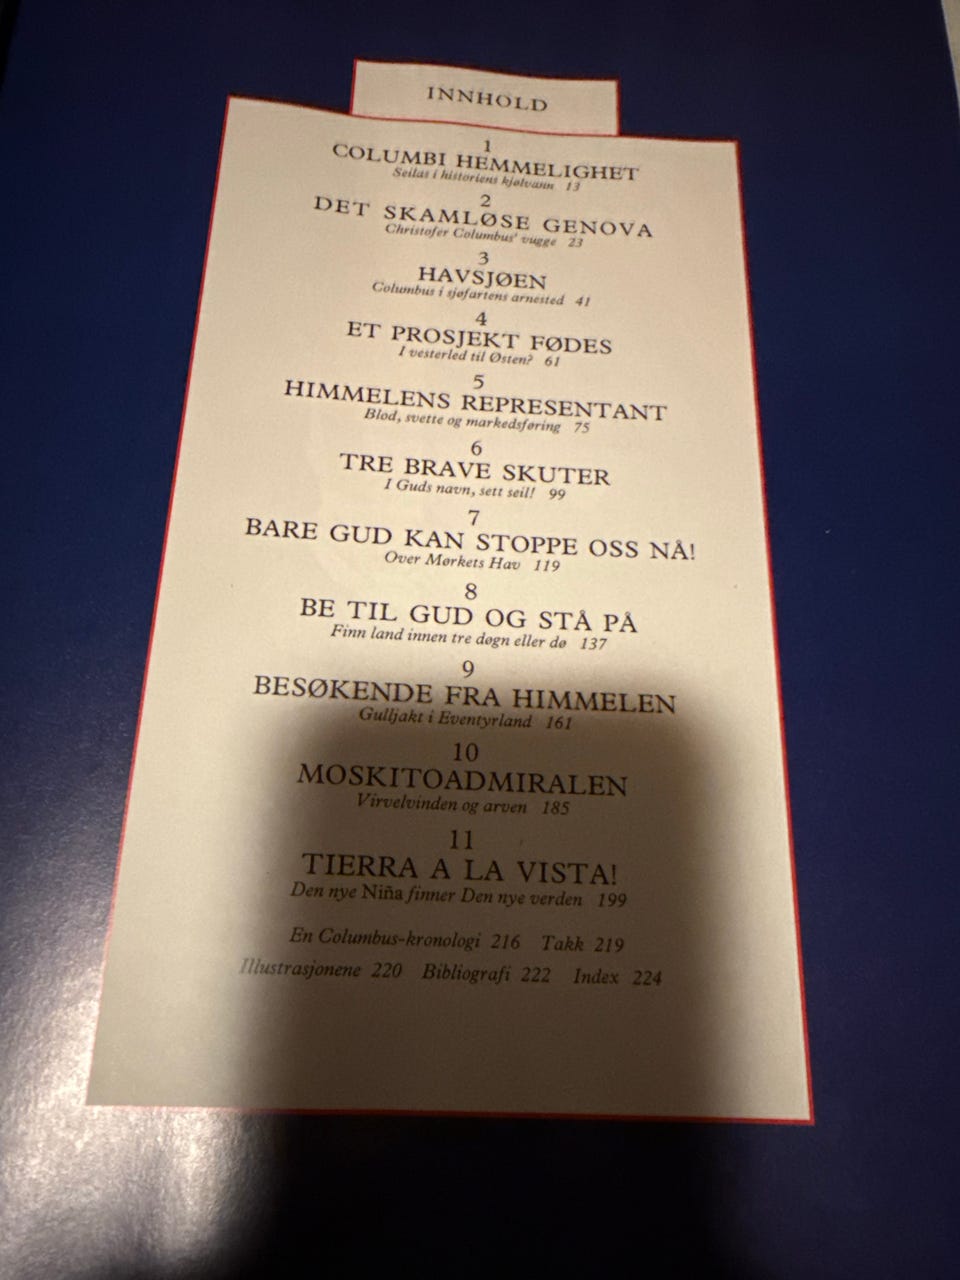 INNHOLD
1
COLUMBI HEMMELIGHET
Seilas i historiens kjølvann 13
2
DET SKAMLØSE GENOVA
Christofer Columbus' vugge 23
3
HAVSJØEN
Columbus i sjøfartens arnested 41
4
ET PROSJEKT FØDES
I vesterled til Østen? 61
5
HIMMELENS REPRESENTANT
Blod, svette og markedsføring 75
6
TRE BRAVE SKUTER
I Guds navn, sett seil! 99
7
BARE GUD KAN STOPPE OSS NÅ!
Over Mørkets Hav 119
8
BE TIL GUD OG STÅ PÅ
Finn land innen tre døgn eller dø 137
9
BESØKENDE FRA HIMMELEN
Gulljakt i Eventyrland 161
10
MOSKITOADMIRALEN
Virvelvinden og arven 185
11
TIERRA A LA VISTA!
Den nye Niña finner Den nye verden 199
En Columbus-kronologi 216 Takk 219
Illustrasjonene 220 Bibliografi 222 Index 224